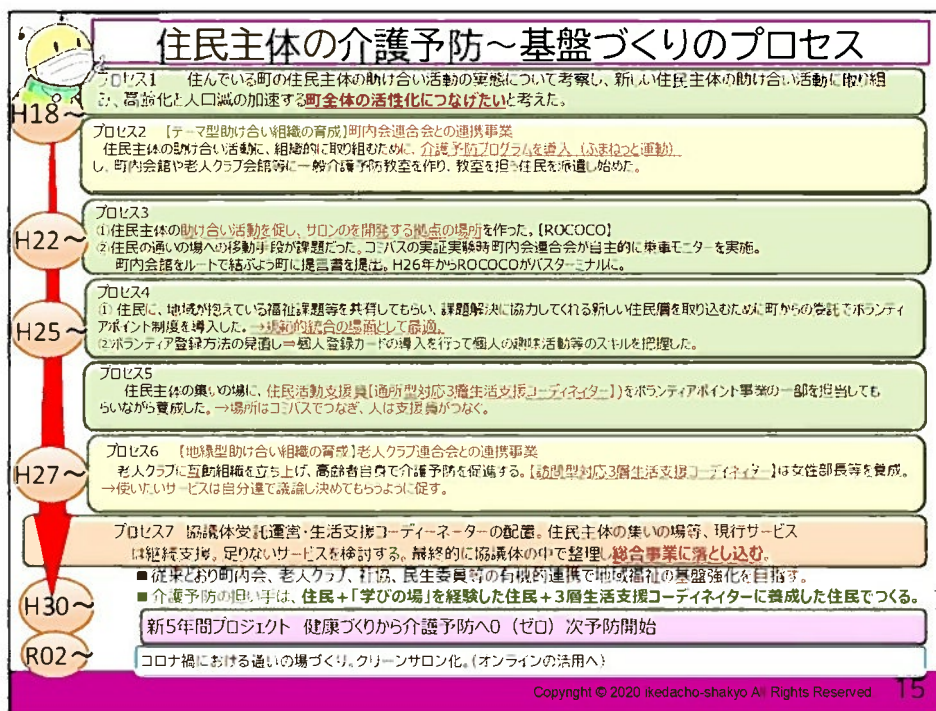 住民主体の介護予防～基盤づくりのプロセス
プロセス1　住んでいる町の住民主体の助け合い活動の実態について考察し、新しい住民主体の助け合い活動に取り組
み、高齢化と人口減の加速する町全体の活性化につなげたいと考えた。
H18～
プロセス2　【テーマ型助け合い組織の育成】町内会連合会との連携事業
住民主体の助け合い活動に、組織的に取り組むために、介護予防プログラムを導入（ふまねっと運動）
し、町内会館や老人クラブ会館等に一般介護予防教室を作り、教室を担う住民を派遣し始めた。
H22～
プロセス3
①住民主体の助け合い活動を促し、サロンのを開発する拠点の場所を作った。【ROCOCO】
②住民の通いの場への移動手段が課題だった。コミバスの実証実験時町内会連合会が自主的に乗車モニターを実施。
町内会館をルートで結ぶよう町に提言書を提出。H26年からROCOCOがバスターミナルに。
H25～
プロセス4
① 住民に、地域が抱えている福祉課題等を共有してもらい、課題解決に協力してくれる新しい住民層を取り込むために町からの委託でボランティ
アポイント制度を導入した。→規範的統合の場面として最適。
②ボランティア登録方法の見直し⇒個人登録カードの導入を行って個人の趣味活動等のスキルを把握した。
プロセス5
住民主体の集いの場に、住民活動支援員【通所型対応3層生活支援コーディネイター】)をボランティアポイント事業の一部を担当しても
らいながら養成した。→場所はコミバスでつなぎ、人は支援員がつなぐ。
H27～
プロセス6　【地縁型助け合い組織の育成】老人クラブ連合会との連携事業
老人クラブに互助組織を立ち上げ、高齢者自身で介護予防を促進する。【訪問型対応3層生活支援コーディネイター】は女性部長等を養成。
→使いたいサービスは自分達で議論し決めてもらうように促す。
プロセス7　協議体受託運営・生活支援コーディーネーターの配置。住民主体の集いの場等、現行サービス
は継続支援。足りないサービスを検討する。最終的に協議体の中で整理し総合事業に落とし込む。
■従来どおり町内会、老人クラブ、社協、民生委員等の有機的連携で地域福祉の基盤強化を目指す。
H30～
■介護予防の担い手は、住民＋「学びの場」を経験した住民＋3層生活支援コーディネイターに養成した住民でつくる。
新5年間プロジェクト　健康づくりから介護予防へ0（ゼロ）次予防開始
R02～
コロナ禍における通いの場づくり。クリーンサロン化。(オンラインの活用へ)
Copyright © 2020 ikedacho-shakyo All Rights Reserved.
15